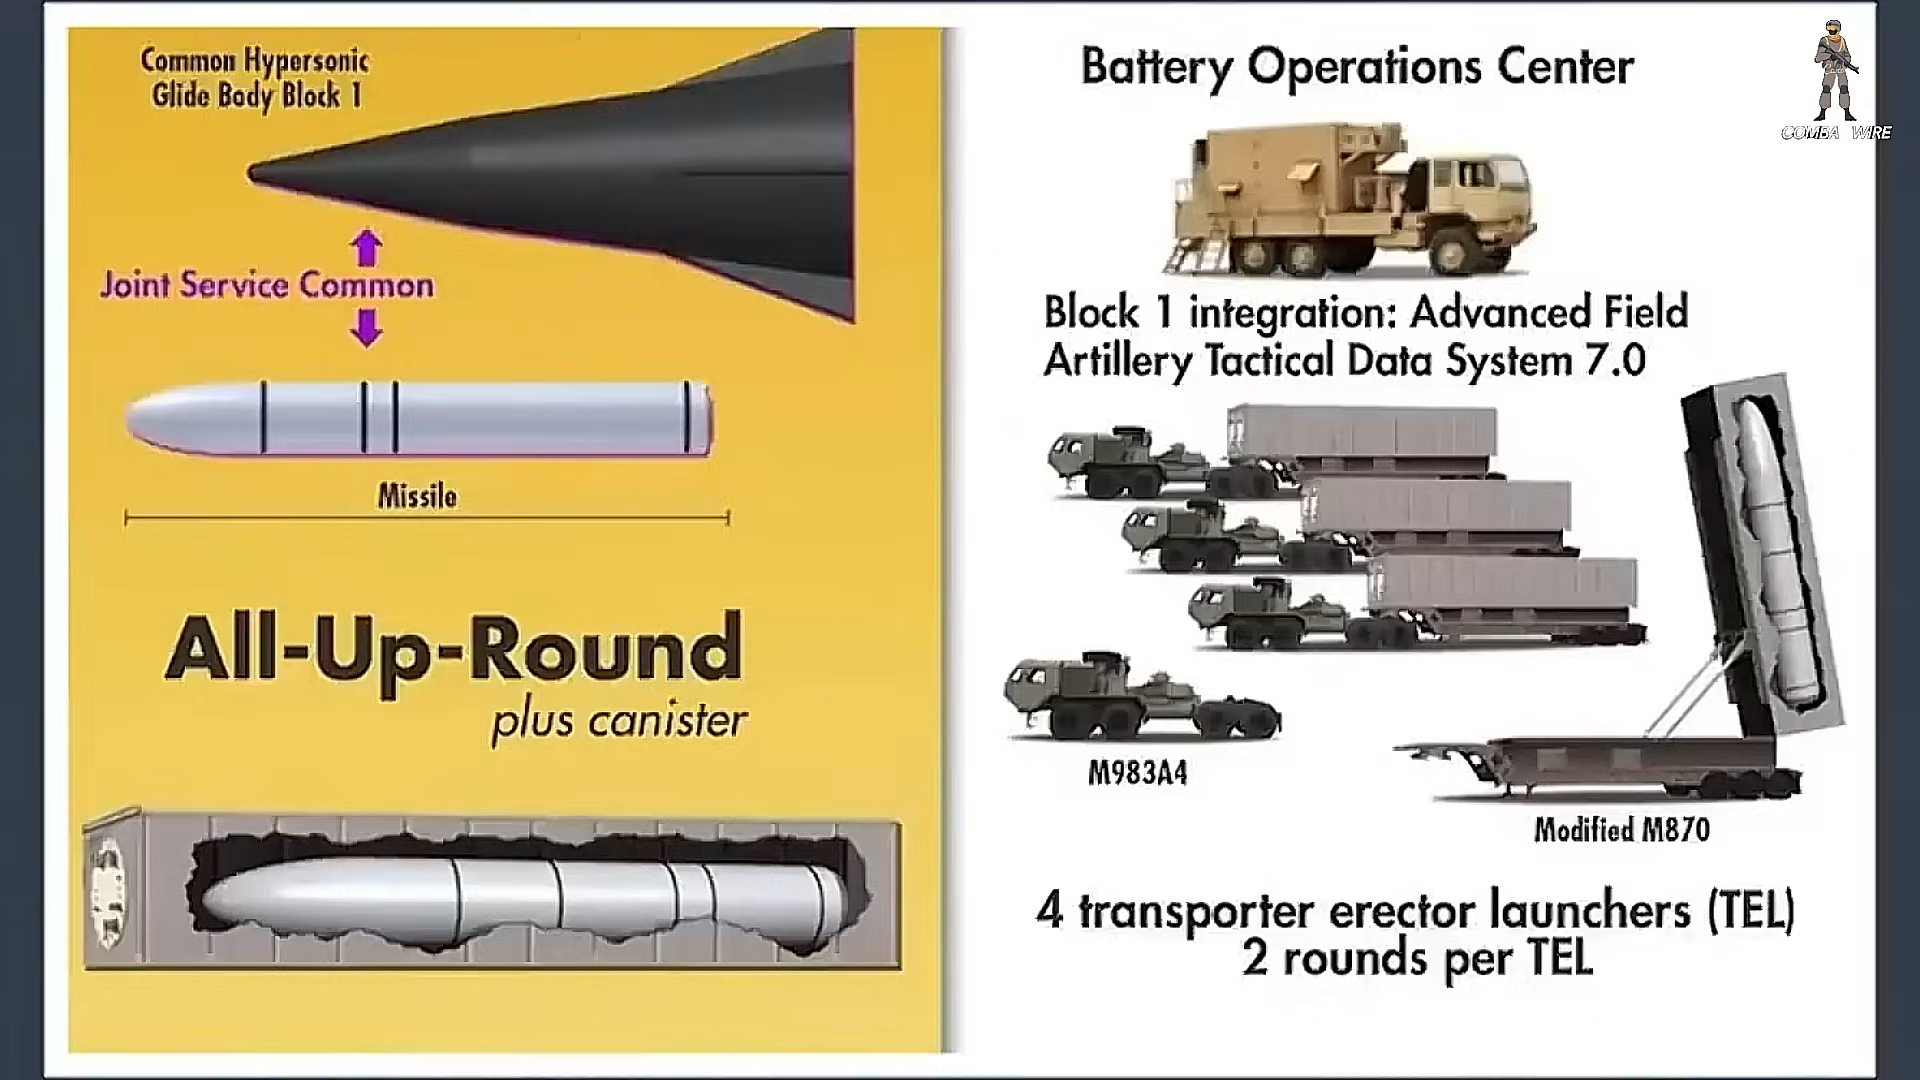 Common Hypersonic
Glide Body Block 1
Joint Service Common
Missile
All-Up-Round
plus canister
Battery Operations Center
Block 1 integration: Advanced Field
Artillery Tactical Data System 7.0
M983A4
Modified M870
4 transporter erector launchers (TEL)
2 rounds per TEL
COMBA WIRE